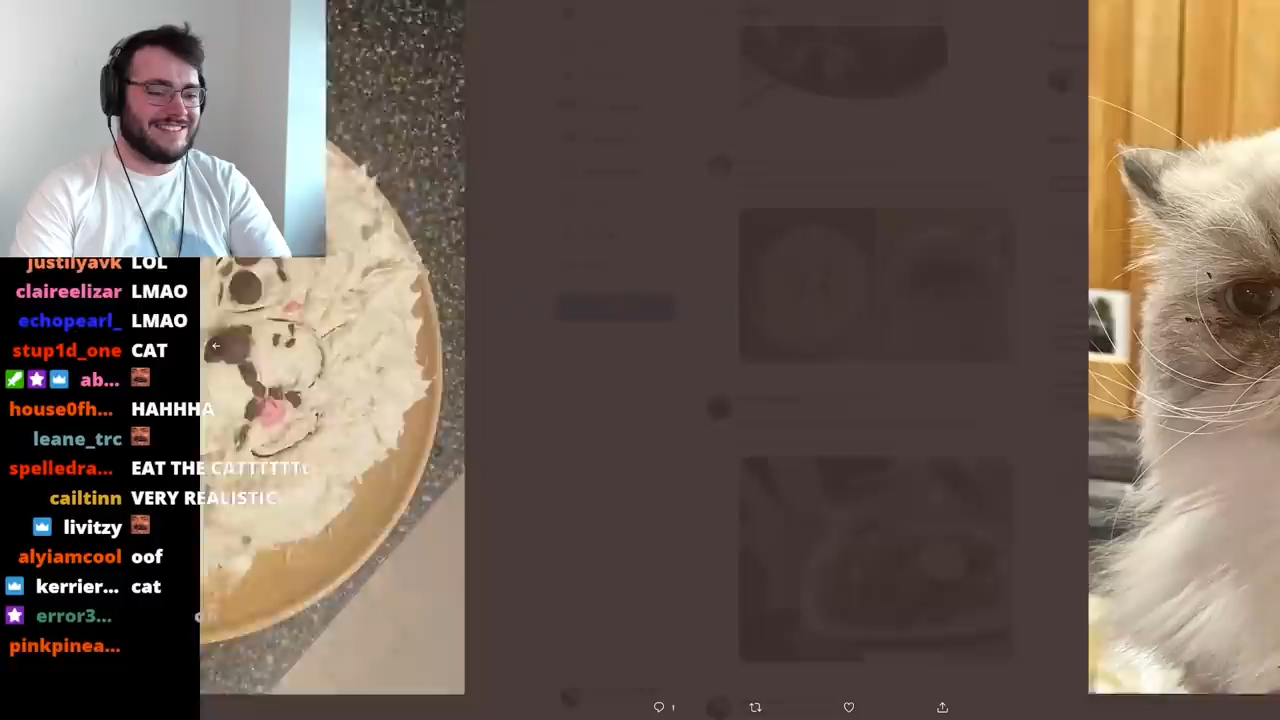 justilyavk LOL
claireelizar LMAO
echopearl_ LMAO
stup1d_one CAT
ab...
house0fh... HAHHHA
leane_trc
spelledra... EAT THE CATTTTTT
cailtinn VERY REALISTIC
livitzy
alyiamcool oof
kerrier... cat
error3...
pinkpinea...
1